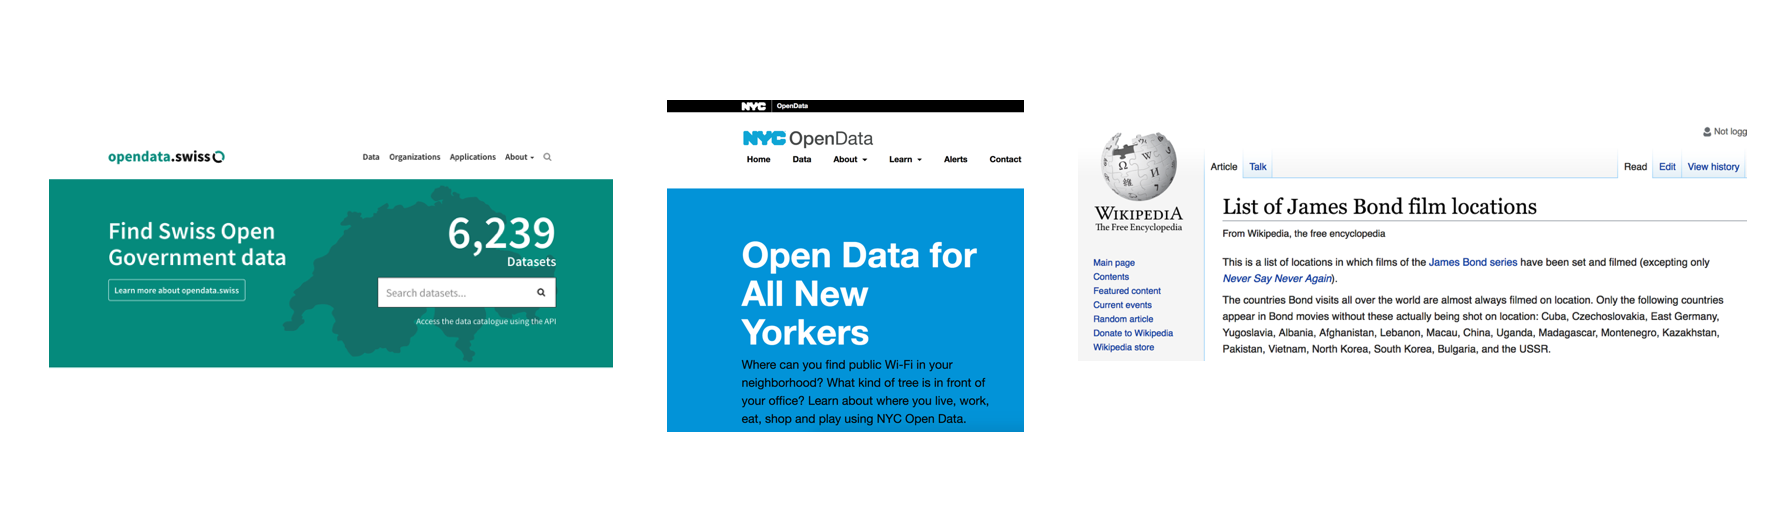 opendata.swiss
Data Organizations Applications About
Find Swiss Open
Government data
Learn more about opendata.swiss
6,239
Datasets
Search datasets...
Access the data catalogue using the API
NYC OpenData
NYC OpenData
Home Data About Learn Alerts Contact
Open Data for
All New
Yorkers
Where can you find public Wi-Fi in your
neighborhood? What kind of tree is in front of
your office? Learn about where you live, work,
eat, shop and play using NYC Open Data.
WIKIPEDIA
The Free Encyclopedia
Main page
Contents
Featured content
Current events
Random article
Donate to Wikipedia
Wikipedia store
Not logg
Article Talk Read Edit View history
List of James Bond film locations
From Wikipedia, the free encyclopedia
This is a list of locations in which films of the James Bond series have been set and filmed (excepting only
Never Say Never Again).
The countries Bond visits all over the world are almost always filmed on location. Only the following countries
appear in Bond movies without these actually being shot on location: Cuba, Czechoslovakia, East Germany,
Yugoslavia, Albania, Afghanistan, Lebanon, Macau, China, Uganda, Madagascar, Montenegro, Kazakhstan,
Pakistan, Vietnam, North Korea, South Korea, Bulgaria, and the USSR.